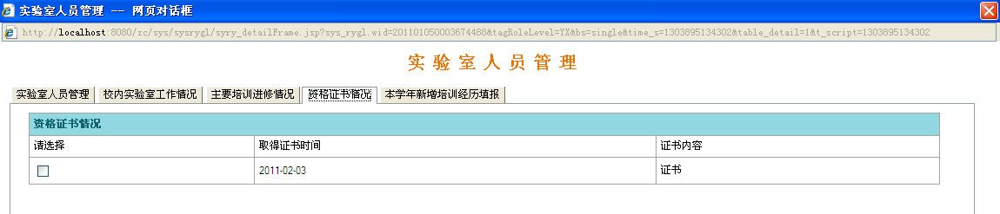 实验室人员管理 -- 网页对话框
http://localhost:8080/rc/sys/sysrygl/syry_detailFrame.jsp?sys_rygl.wid=201101050003674488&tagRoleLevel=YX&bs=single&time_s=1303895134302&table_detail=1&t_script=1303895134302
实验室人员管理
实验室人员管理 校内实验室工作情况 主要培训进修情况 资格证书情况 本学年新增培训经历填报
资格证书情况
请选择 取得证书时间 证书内容
2011-02-03 证书